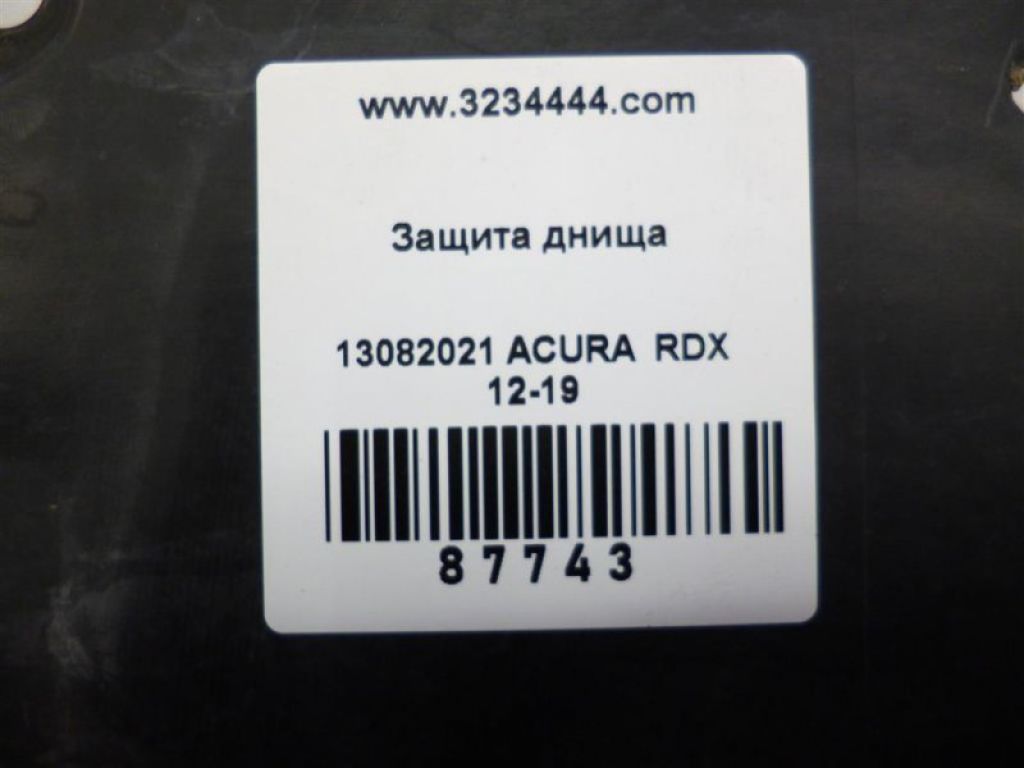 www.3234444.com
Защита днища
13082021 ACURA RDX
12-19
87743